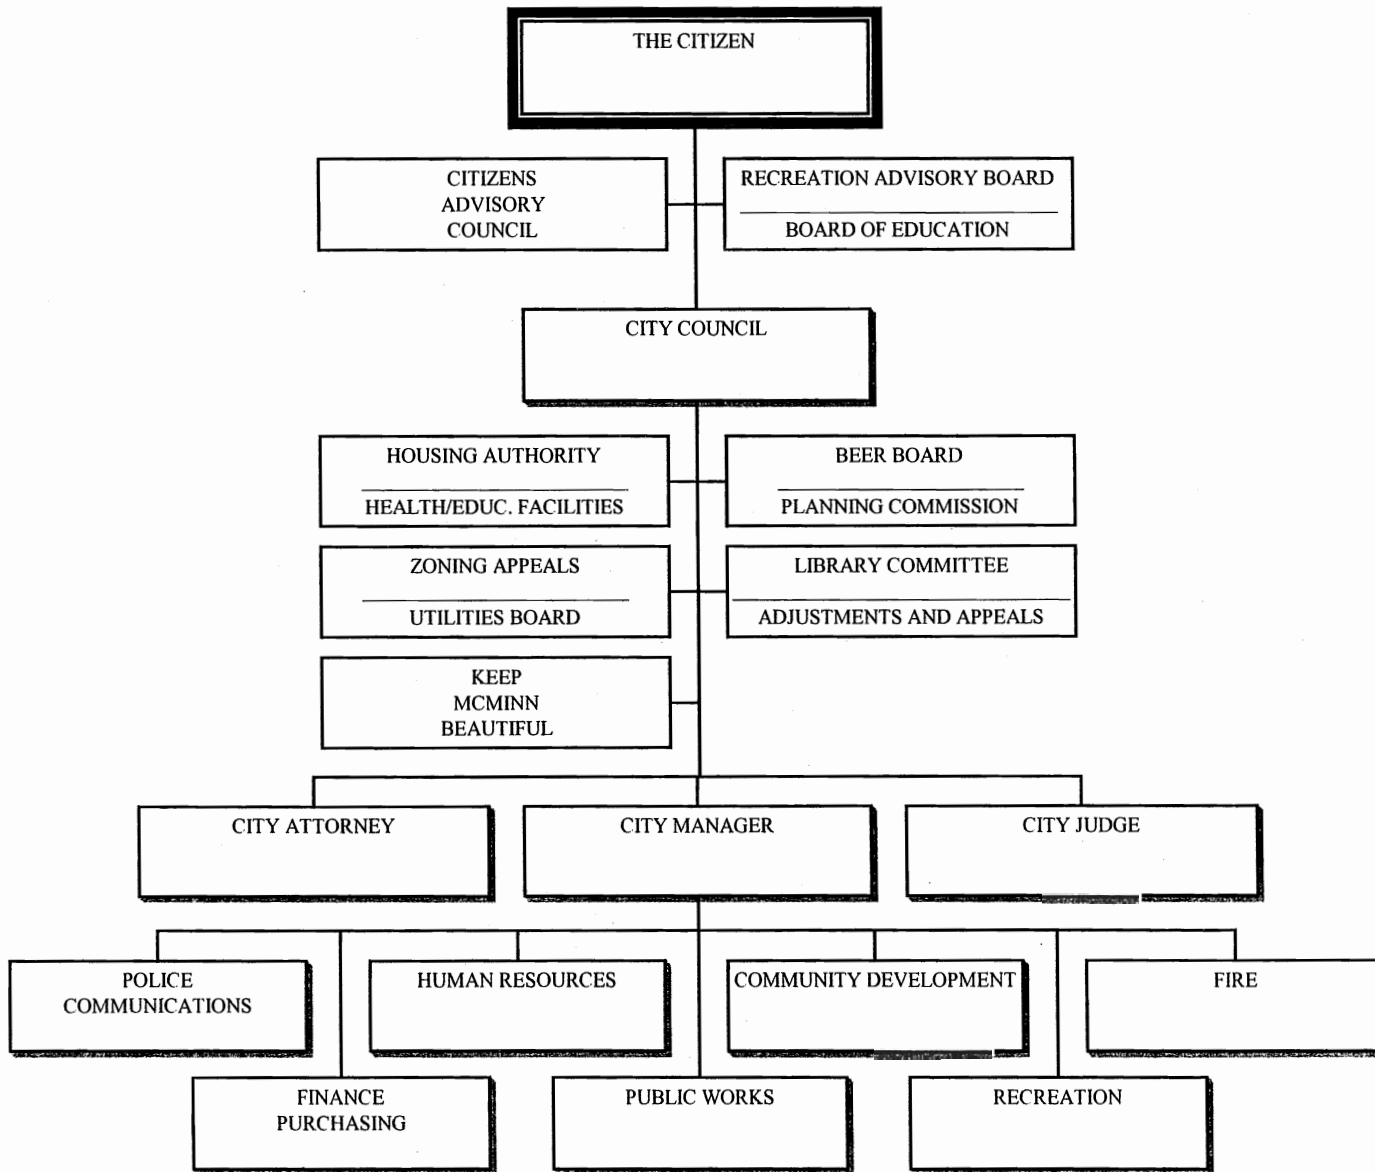 THE CITIZEN
CITIZENS
ADVISORY
COUNCIL
RECREATION ADVISORY BOARD
BOARD OF EDUCATION
CITY COUNCIL
HOUSING AUTHORITY
HEALTH/EDUC. FACILITIES
BEER BOARD
PLANNING COMMISSION
ZONING APPEALS
UTILITIES BOARD
LIBRARY COMMITTEE
ADJUSTMENTS AND APPEALS
KEEP
MCMINN
BEAUTIFUL
CITY ATTORNEY
CITY MANAGER
CITY JUDGE
POLICE
COMMUNICATIONS
HUMAN RESOURCES
COMMUNITY DEVELOPMENT
FIRE
FINANCE
PURCHASING
PUBLIC WORKS
RECREATION